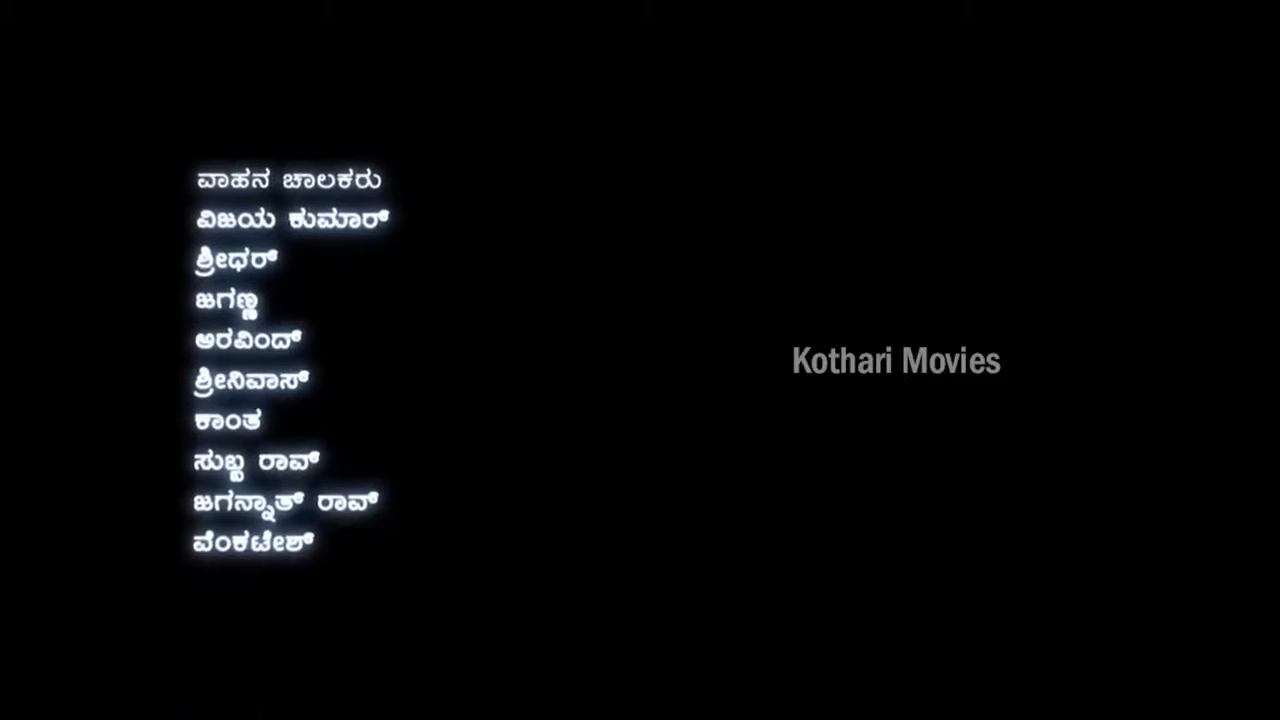 ವಾಹನ ಚಾಲಕರು
ವಿಜಯ ಕುಮಾರ್
ಶ್ರೀಧರ್
ಜಗಣ್ಣ
ಅರವಿಂದ್
ಶ್ರೀನಿವಾಸ್
ಕಾಂತ
ಸುಬ್ಬ ರಾವ್
ಜಗನ್ನಾತ್ ರಾವ್
ವೆಂಕಟೇಶ್
Kothari Movies